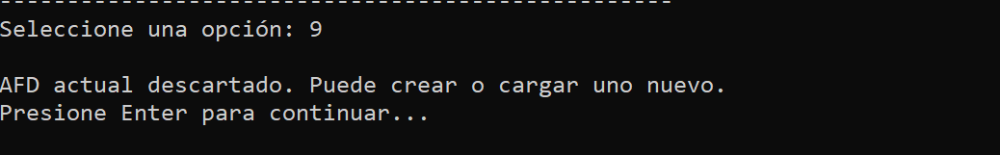 Seleccione una opción: 9
AFD actual descartado. Puede crear o cargar uno nuevo.
Presione Enter para continuar...